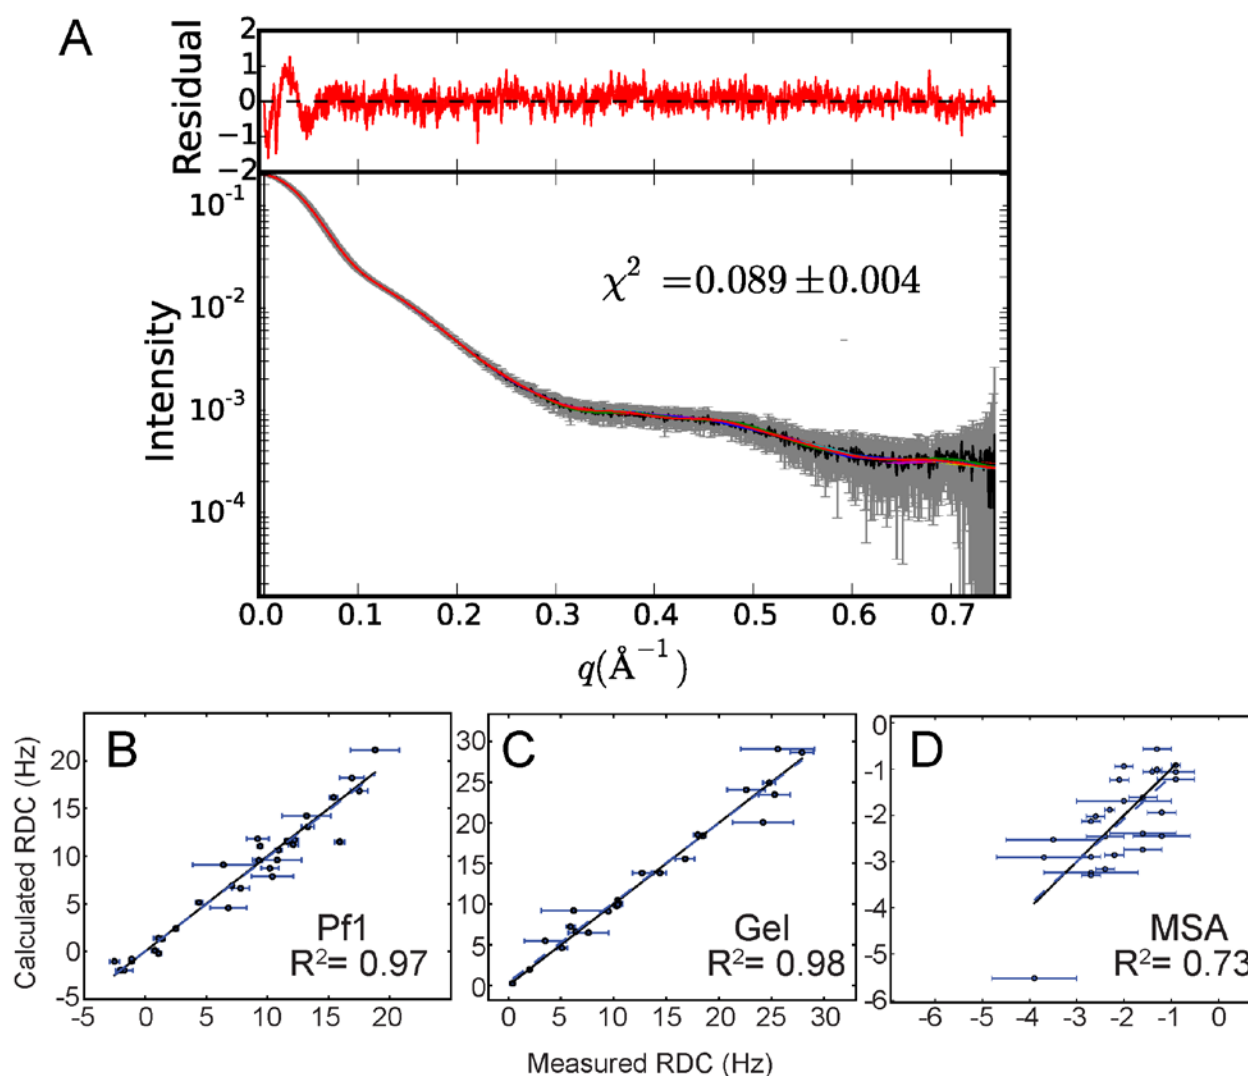 A
Residual
2
1
0
−1
−2
Intensity
10⁻¹
10⁻²
10⁻³
10⁻⁴
χ² =0.089±0.004
0.0 0.1 0.2 0.3 0.4 0.5 0.6 0.7
q(Å⁻¹)
Calculated RDC (Hz)
B
20
15
10
5
0
-5
Pf1
R²= 0.97
-5 0 5 10 15 20
C
30
25
20
15
10
5
0
Gel
R²= 0.98
0 5 10 15 20 25 30
D
0
-1
-2
-3
-4
-5
-6
MSA
R²= 0.73
-6 -5 -4 -3 -2 -1 0
Measured RDC (Hz)